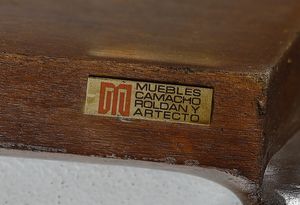 MUEBLES
CAMACHO
ROLDAN Y
ARTECTO